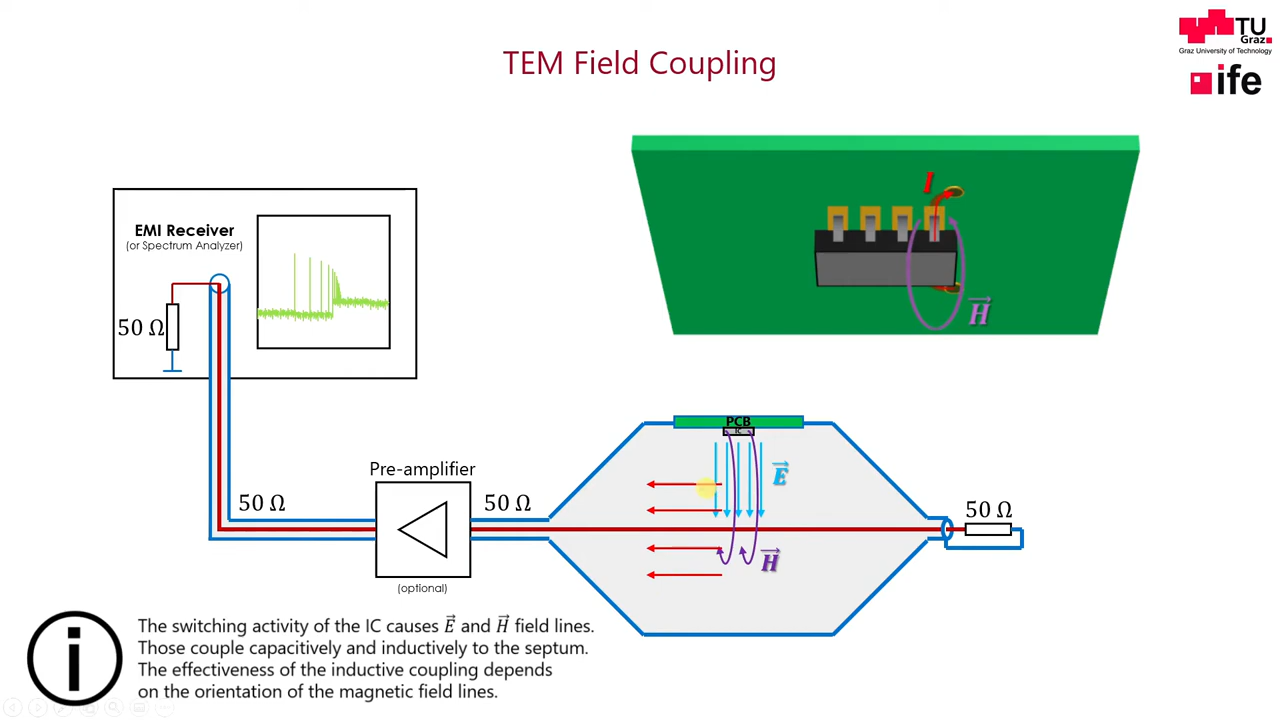 TEM Field Coupling
TU
Graz
Graz University of Technology
ife
I
H
EMI Receiver
(or Spectrum Analyzer)
50 Ω
PCB
IC
E
H
Pre-amplifier
50 Ω
50 Ω
50 Ω
(optional)
i
The switching activity of the IC causes E⃗ and H⃗ field lines.
Those couple capacitively and inductively to the septum.
The effectiveness of the inductive coupling depends
on the orientation of the magnetic field lines.